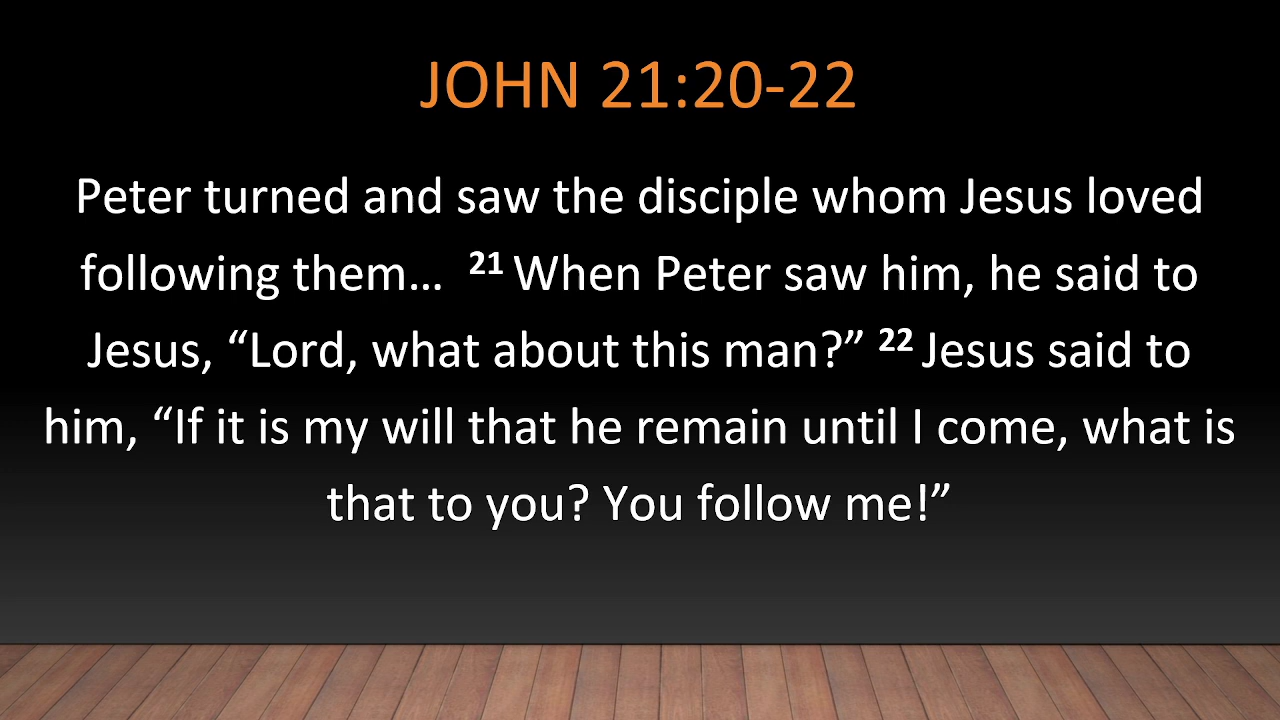 JOHN 21:20-22
Peter turned and saw the disciple whom Jesus loved
following them… 21 When Peter saw him, he said to
Jesus, “Lord, what about this man?” 22 Jesus said to
him, “If it is my will that he remain until I come, what is
that to you? You follow me!”